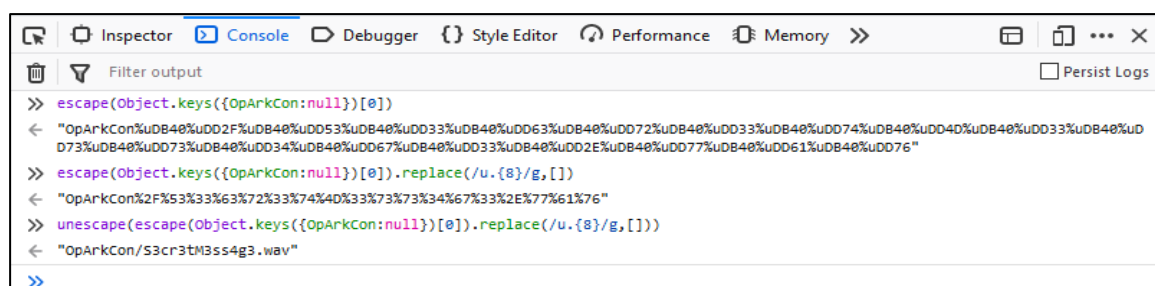 Inspector Console Debugger {} Style Editor Performance Memory
Filter output Persist Logs
>> escape(Object.keys({OpArkCon:null})[0])
← "OpArkCon%uDB40%uDD2F%uDB40%uDD53%uDB40%uDD33%uDB40%uDD63%uDB40%uDD72%uDB40%uDD33%uDB40%uDD74%uDB40%uDD4D%uDB40%uDD33%uDB40%uD
D73%uDB40%uDD73%uDB40%uDD34%uDB40%uDD67%uDB40%uDD33%uDB40%uDD2E%uDB40%uDD77%uDB40%uDD61%uDB40%uDD76"
>> escape(Object.keys({OpArkCon:null})[0]).replace(/u.{8}/g,[])
← "OpArkCon%2F%53%33%63%72%33%74%4D%33%73%73%34%67%33%2E%77%61%76"
>> unescape(escape(Object.keys({OpArkCon:null})[0]).replace(/u.{8}/g,[]))
← "OpArkCon/S3cr3tM3ss4g3.wav"
>>